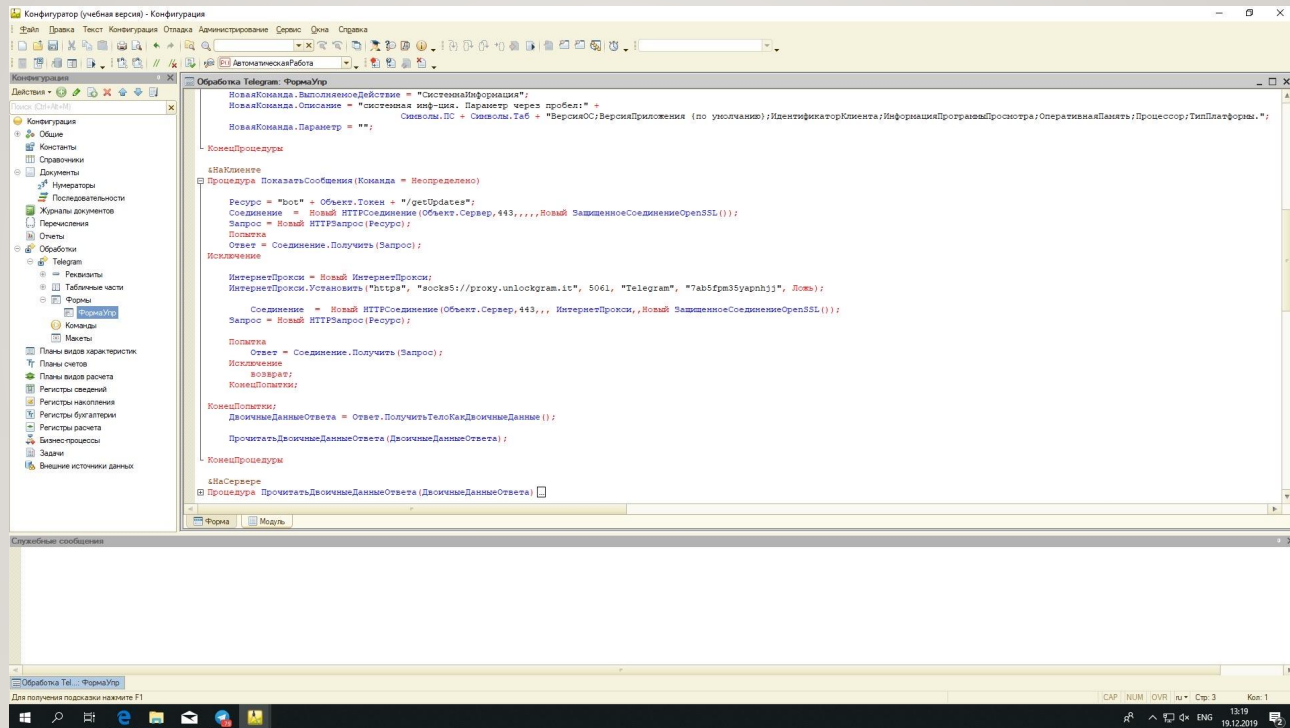 Конфигуратор (учебная версия) - Конфигурация
Файл Правка Текст Конфигурация Отладка Администрирование Сервис Окна Справка
АвтоматическаяРабота
Конфигурация
Действия
Поиск (Ctrl+Alt+M)
Конфигурация
Общие
Константы
Справочники
Документы
Нумераторы
Последовательности
Журналы документов
Перечисления
Отчеты
Обработки
Telegram
Реквизиты
Табличные части
Формы
ФормаУпр
Команды
Макеты
Планы видов характеристик
Планы счетов
Планы видов расчета
Регистры сведений
Регистры накопления
Регистры бухгалтерии
Регистры расчета
Бизнес-процессы
Задачи
Внешние источники данных
Обработка Telegram: ФормаУпр
НоваяКоманда.ВыполняемоеДействие = "СистемнаИнформация";
НоваяКоманда.Описание = "системная инф-ция. Параметр через пробел:" +
Символы.ПС + Символы.Таб + "ВерсияОС;ВерсияПриложения (по умолчанию);ИдентификаторКлиента;ИнформацияПрограммыПросмотра;ОперативнаяПамять;Процессор;ТипПлатформы.";
НоваяКоманда.Параметр = "";
КонецПроцедуры
&НаКлиенте
Процедура ПоказатьСообщения(Команда = Неопределено)
Ресурс = "bot" + Объект.Токен + "/getUpdates";
Соединение = Новый HTTPСоединение(Объект.Сервер,443,,,,,Новый ЗащищенноеСоединениеOpenSSL());
Запрос = Новый HTTPЗапрос(Ресурс);
Попытка
Ответ = Соединение.Получить(Запрос);
Исключение
ИнтернетПрокси = Новый ИнтернетПрокси;
ИнтернетПрокси.Установить("https", "socks5://proxy.unlockgram.it", 5061, "Telegram", "7ab5fpm35yapnhjj", Ложь);
Соединение = Новый HTTPСоединение(Объект.Сервер,443,,, ИнтернетПрокси,,Новый ЗащищенноеСоединениеOpenSSL());
Запрос = Новый HTTPЗапрос(Ресурс);
Попытка
Ответ = Соединение.Получить(Запрос);
Исключение
возврат;
КонецПопытки;
КонецПопытки;
ДвоичныеДанныеОтвета = Ответ.ПолучитьТелоКакДвоичныеДанные();
ПрочитатьДвоичныеДанныеОтвета(ДвоичныеДанныеОтвета);
КонецПроцедуры
&НаСервере
Процедура ПрочитатьДвоичныеДанныеОтвета(ДвоичныеДанныеОтвета) ...
Форма Модуль
Служебные сообщения
Обработка Tel...: ФормаУпр
Для получения подсказки нажмите F1
CAP NUM OVR ru Стр: 3 Кол: 1
ENG 13:19
19.12.2019